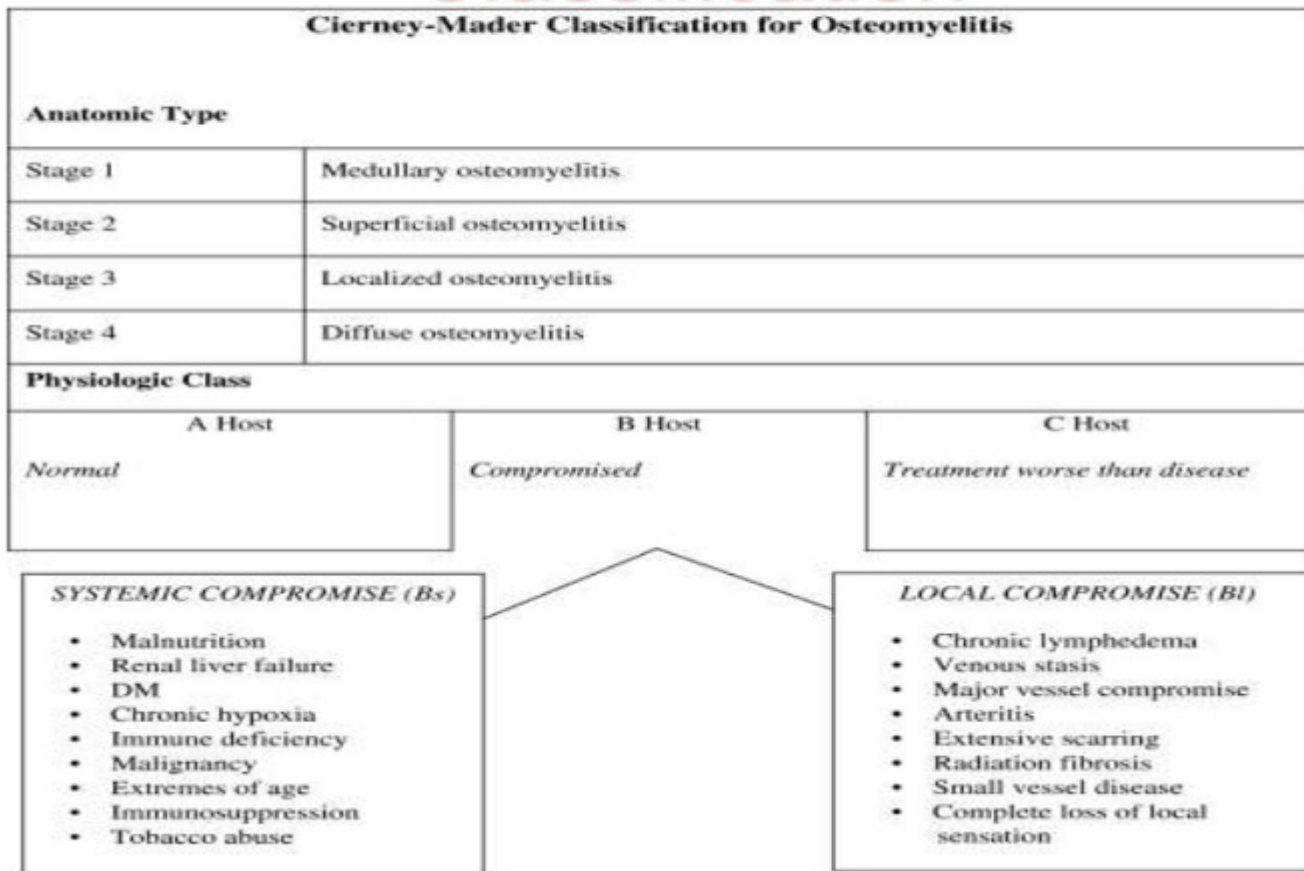 Cierney-Mader Classification for Osteomyelitis
Anatomic Type
Stage 1 Medullary osteomyelitis
Stage 2 Superficial osteomyelitis
Stage 3 Localized osteomyelitis
Stage 4 Diffuse osteomyelitis
Physiologic Class
A Host
Normal
B Host
Compromised
C Host
Treatment worse than disease
SYSTEMIC COMPROMISE (Bs)
• Malnutrition
• Renal liver failure
• DM
• Chronic hypoxia
• Immune deficiency
• Malignancy
• Extremes of age
• Immunosuppression
• Tobacco abuse
LOCAL COMPROMISE (Bl)
• Chronic lymphedema
• Venous stasis
• Major vessel compromise
• Arteritis
• Extensive scarring
• Radiation fibrosis
• Small vessel disease
• Complete loss of local
sensation